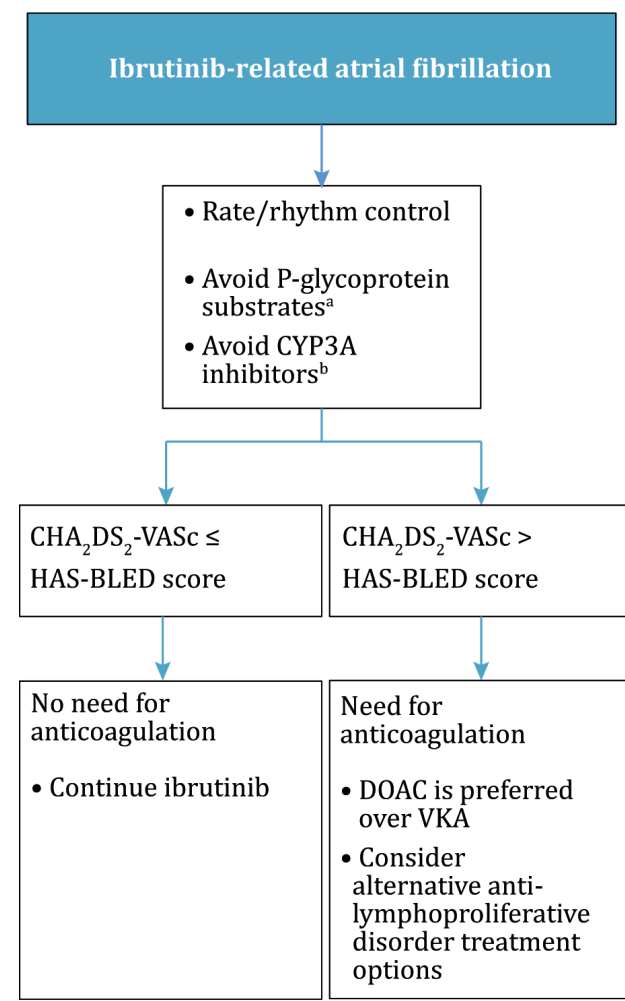 Ibrutinib-related atrial fibrillation
• Rate/rhythm control
• Avoid P-glycoprotein
substratesᵃ
• Avoid CYP3A
inhibitorsᵇ
CHA₂DS₂-VASc ≤
HAS-BLED score
CHA₂DS₂-VASc >
HAS-BLED score
No need for
anticoagulation
• Continue ibrutinib
Need for
anticoagulation
• DOAC is preferred
over VKA
• Consider
alternative anti-
lymphoproliferative
disorder treatment
options